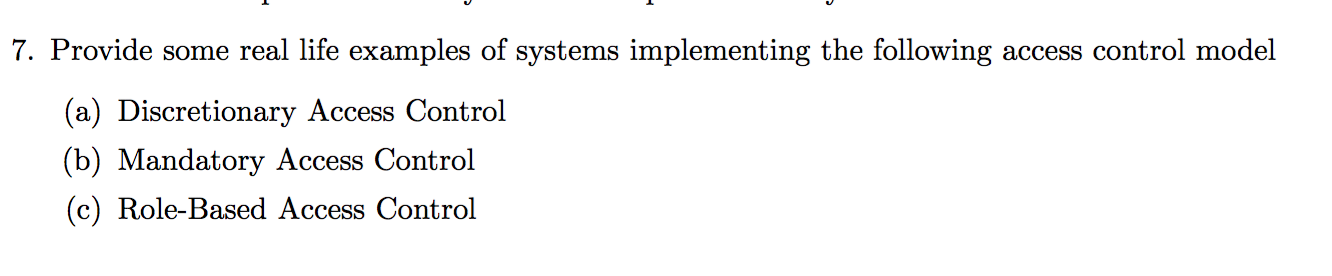 7. Provide some real life examples of systems implementing the following access control model
(a) Discretionary Access Control
(b) Mandatory Access Control
(c) Role-Based Access Control